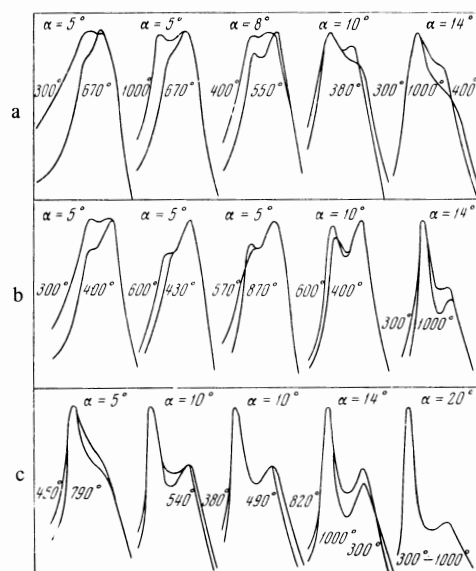 α = 5° α = 5° α = 8° α = 10° α = 14°
a
300° 670° 1000° 670° 400° 550° 380° 300° 1000° 400°
α = 5° α = 5° α = 5° α = 10° α = 14°
b
300° 400° 600° 430° 570° 870° 600° 400° 300° 1000°
α = 5° α = 10° α = 10° α = 14° α = 20°
c
450° 790° 540° 380° 490° 820° 1000° 300° 300°–1000°